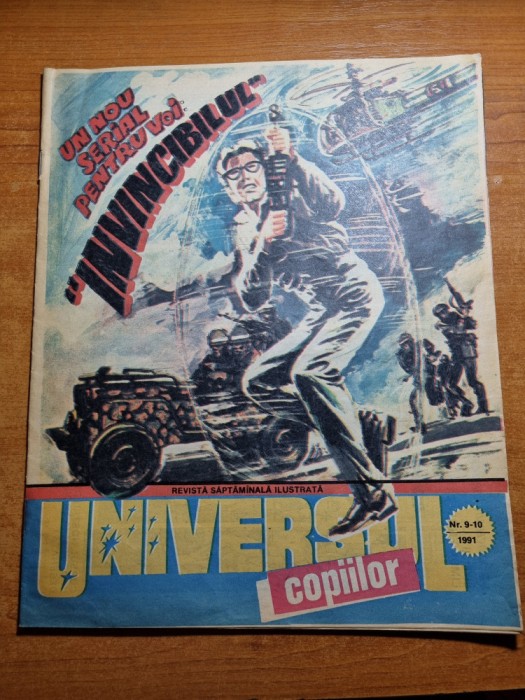 UN NOU
SERIAL
PENTRU VOI
"INVINCIBILUL"
REVISTĂ SĂPTĂMÎNALĂ ILUSTRATĂ
UNIVERSUL
copiilor
Nr. 9-10
1991